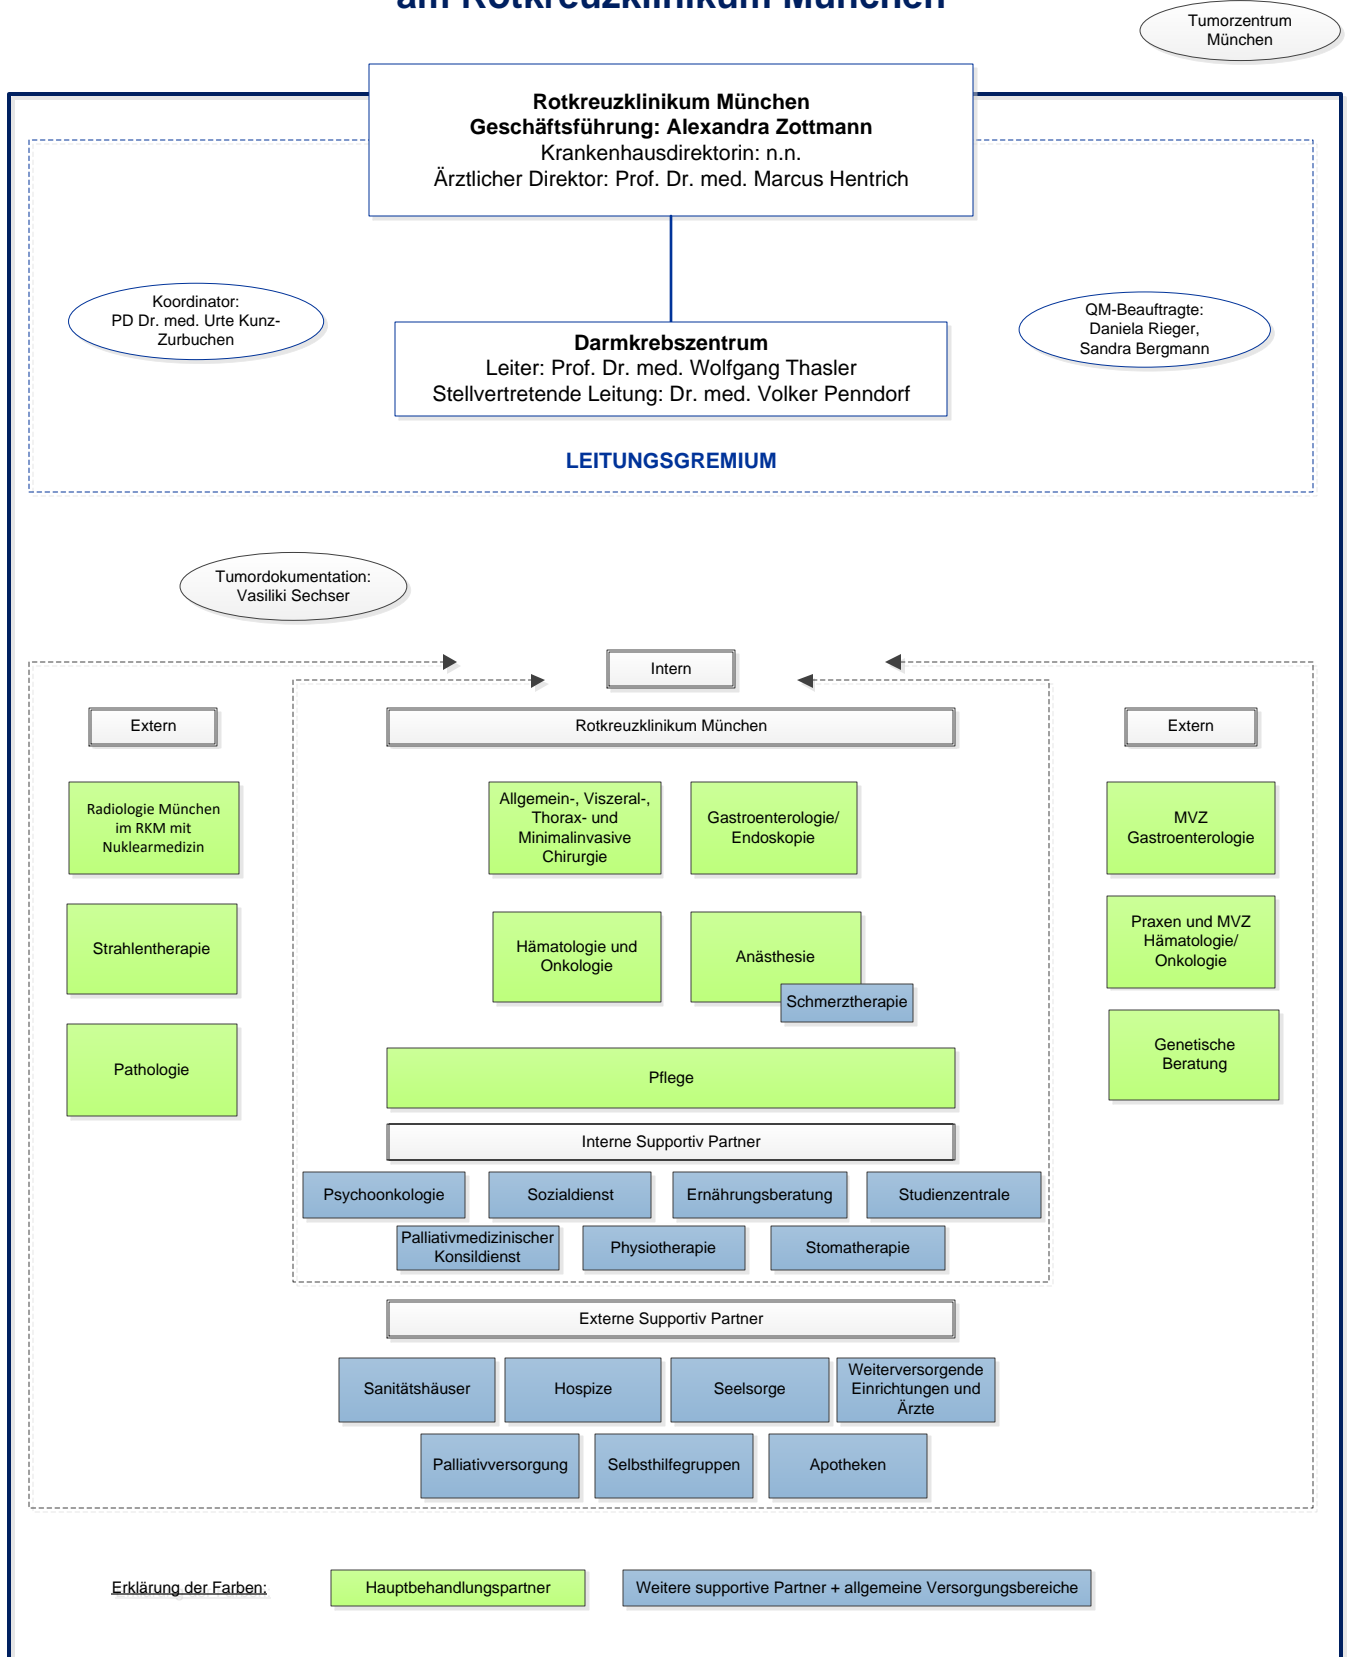 am Rotkreuzklinikum München
Tumorzentrum
München
Rotkreuzklinikum München
Geschäftsführung: Alexandra Zottmann
Krankenhausdirektorin: n.n.
Ärztlicher Direktor: Prof. Dr. med. Marcus Hentrich
Koordinator:
PD Dr. med. Urte Kunz-
Zurbuchen
QM-Beauftragte:
Daniela Rieger,
Sandra Bergmann
Darmkrebszentrum
Leiter: Prof. Dr. med. Wolfgang Thasler
Stellvertretende Leitung: Dr. med. Volker Penndorf
LEITUNGSGREMIUM
Tumordokumentation:
Vasiliki Sechser
Intern
Extern
Rotkreuzklinikum München
Extern
Radiologie München
im RKM mit
Nuklearmedizin
Allgemein-, Viszeral-,
Thorax- und
Minimalinvasive
Chirurgie
Gastroenterologie/
Endoskopie
MVZ
Gastroenterologie
Strahlentherapie
Hämatologie und
Onkologie
Anästhesie
Schmerztherapie
Praxen und MVZ
Hämatologie/
Onkologie
Pathologie
Genetische
Beratung
Pflege
Interne Supportiv Partner
Psychoonkologie
Sozialdienst
Ernährungsberatung
Studienzentrale
Palliativmedizinischer
Konsildienst
Physiotherapie
Stomatherapie
Externe Supportiv Partner
Sanitätshäuser
Hospize
Seelsorge
Weiterversorgende
Einrichtungen und
Ärzte
Palliativversorgung
Selbsthilfegruppen
Apotheken
Erklärung der Farben:
Hauptbehandlungspartner
Weitere supportive Partner + allgemeine Versorgungsbereiche